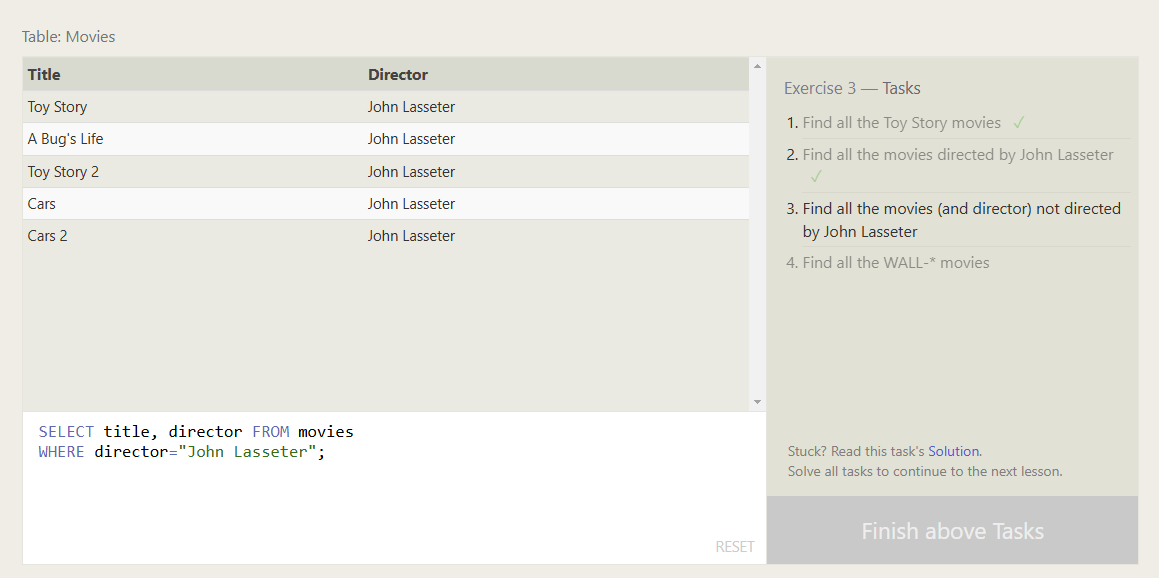 Table: Movies
Title Director
Toy Story John Lasseter
A Bug's Life John Lasseter
Toy Story 2 John Lasseter
Cars John Lasseter
Cars 2 John Lasseter
SELECT title, director FROM movies
WHERE director="John Lasseter";
RESET
Exercise 3 — Tasks
1. Find all the Toy Story movies ✓
2. Find all the movies directed by John Lasseter
✓
3. Find all the movies (and director) not directed
by John Lasseter
4. Find all the WALL-* movies
Stuck? Read this task's Solution.
Solve all tasks to continue to the next lesson.
Finish above Tasks